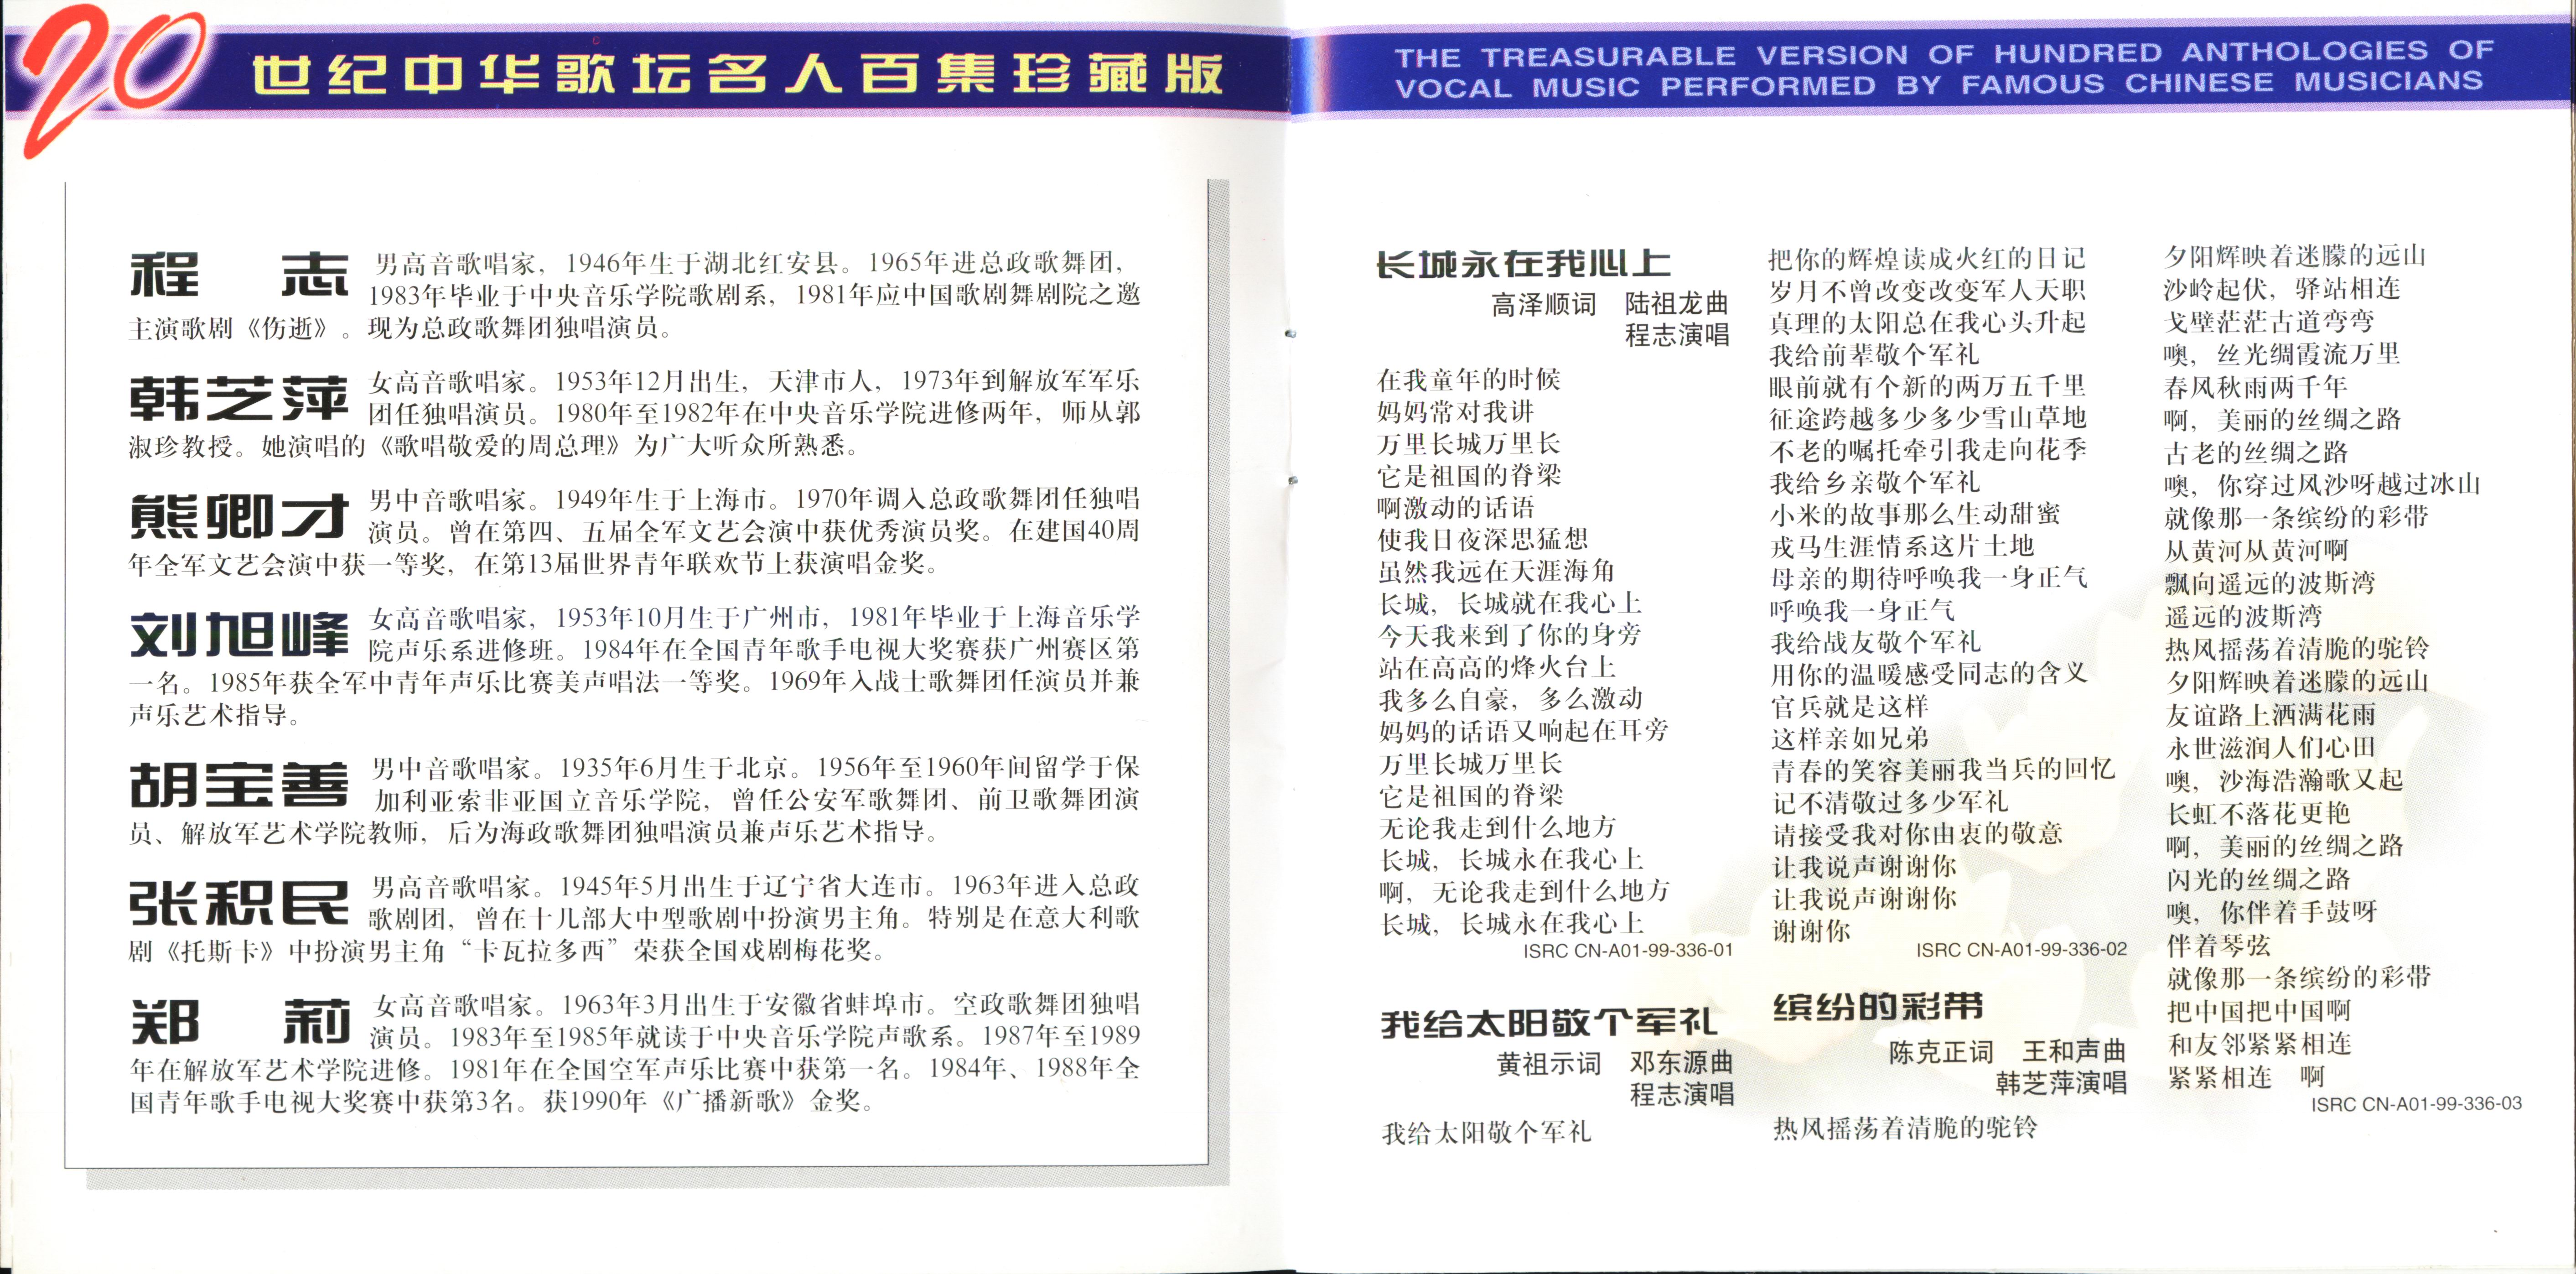 20世纪中华歌坛名人百集珍藏版
程 志 男高音歌唱家，1946年生于湖北红安县。1965年进总政歌舞团，
1983年毕业于中央音乐学院歌剧系，1981年应中国歌剧舞剧院之邀
主演歌剧《伤逝》。现为总政歌舞团独唱演员。
韩芝萍 女高音歌唱家。1953年12月出生，天津市人，1973年到解放军军乐
团任独唱演员。1980年至1982年在中央音乐学院进修两年，师从郭
淑珍教授。她演唱的《歌唱敬爱的周总理》为广大听众所熟悉。
熊卿才 男中音歌唱家。1949年生于上海市。1970年调入总政歌舞团任独唱
演员。曾在第四、五届全军文艺会演中获优秀演员奖。在建国40周
年全军文艺会演中获一等奖，在第13届世界青年联欢节上获演唱金奖。
刘旭峰 女高音歌唱家，1953年10月生于广州市，1981年毕业于上海音乐学
院声乐系进修班。1984年在全国青年歌手电视大奖赛获广州赛区第
一名。1985年获全军中青年声乐比赛美声唱法一等奖。1969年入战士歌舞团任演员并兼
声乐艺术指导。
胡宝善 男中音歌唱家。1935年6月生于北京。1956年至1960年间留学于保
加利亚索非亚国立音乐学院，曾任公安军歌舞团、前卫歌舞团演
员、解放军艺术学院教师，后为海政歌舞团独唱演员兼声乐艺术指导。
张积民 男高音歌唱家。1945年5月出生于辽宁省大连市。1963年进入总政
歌剧团，曾在十几部大中型歌剧中扮演男主角。特别是在意大利歌
剧《托斯卡》中扮演男主角“卡瓦拉多西”荣获全国戏剧梅花奖。
郑 莉 女高音歌唱家。1963年3月出生于安徽省蚌埠市。空政歌舞团独唱
演员。1983年至1985年就读于中央音乐学院声歌系。1987年至1989
年在解放军艺术学院进修。1981年在全国空军声乐比赛中获第一名。1984年、1988年全
国青年歌手电视大奖赛中获第3名。获1990年《广播新歌》金奖。
THE TREASURABLE VERSION OF HUNDRED ANTHOLOGIES OF
VOCAL MUSIC PERFORMED BY FAMOUS CHINESE MUSICIANS
长城永在我心上
高泽顺词 陆祖龙曲
程志演唱
在我童年的时候
妈妈常对我讲
万里长城万里长
它是祖国的脊梁
啊激动的话语
使我日夜深思猛想
虽然我远在天涯海角
长城，长城就在我心上
今天我来到了你的身旁
站在高高的烽火台上
我多么自豪，多么激动
妈妈的话语又响起在耳旁
万里长城万里长
它是祖国的脊梁
无论我走到什么地方
长城，长城永在我心上
啊，无论我走到什么地方
长城，长城永在我心上
ISRC CN-A01-99-336-01
我给太阳敬个军礼
黄祖示词 邓东源曲
程志演唱
我给太阳敬个军礼
把你的辉煌读成火红的日记
岁月不曾改变改变军人天职
真理的太阳总在我心头升起
我给前辈敬个军礼
眼前就有个新的两万五千里
征途跨越多少多少雪山草地
不老的嘱托牵引我走向花季
我给乡亲敬个军礼
小米的故事那么生动甜蜜
戎马生涯情系这片土地
母亲的期待呼唤我一身正气
呼唤我一身正气
我给战友敬个军礼
用你的温暖感受同志的含义
官兵就是这样
这样亲如兄弟
青春的笑容美丽我当兵的回忆
记不清敬过多少军礼
请接受我对你由衷的敬意
让我说声谢谢你
让我说声谢谢你
谢谢你
ISRC CN-A01-99-336-02
缤纷的彩带
陈克正词 王和声曲
韩芝萍演唱
热风摇荡着清脆的驼铃
夕阳辉映着迷朦的远山
沙岭起伏，驿站相连
戈壁茫茫古道弯弯
噢，丝光绸霞流万里
春风秋雨两千年
啊，美丽的丝绸之路
古老的丝绸之路
噢，你穿过风沙呀越过冰山
就像那一条缤纷的彩带
从黄河从黄河啊
飘向遥远的波斯湾
遥远的波斯湾
热风摇荡着清脆的驼铃
夕阳辉映着迷朦的远山
友谊路上洒满花雨
永世滋润人们心田
噢，沙海浩瀚歌又起
长虹不落花更艳
啊，美丽的丝绸之路
闪光的丝绸之路
噢，你伴着手鼓呀
伴着琴弦
就像那一条缤纷的彩带
把中国把中国啊
和友邻紧紧相连
紧紧相连 啊
ISRC CN-A01-99-336-03